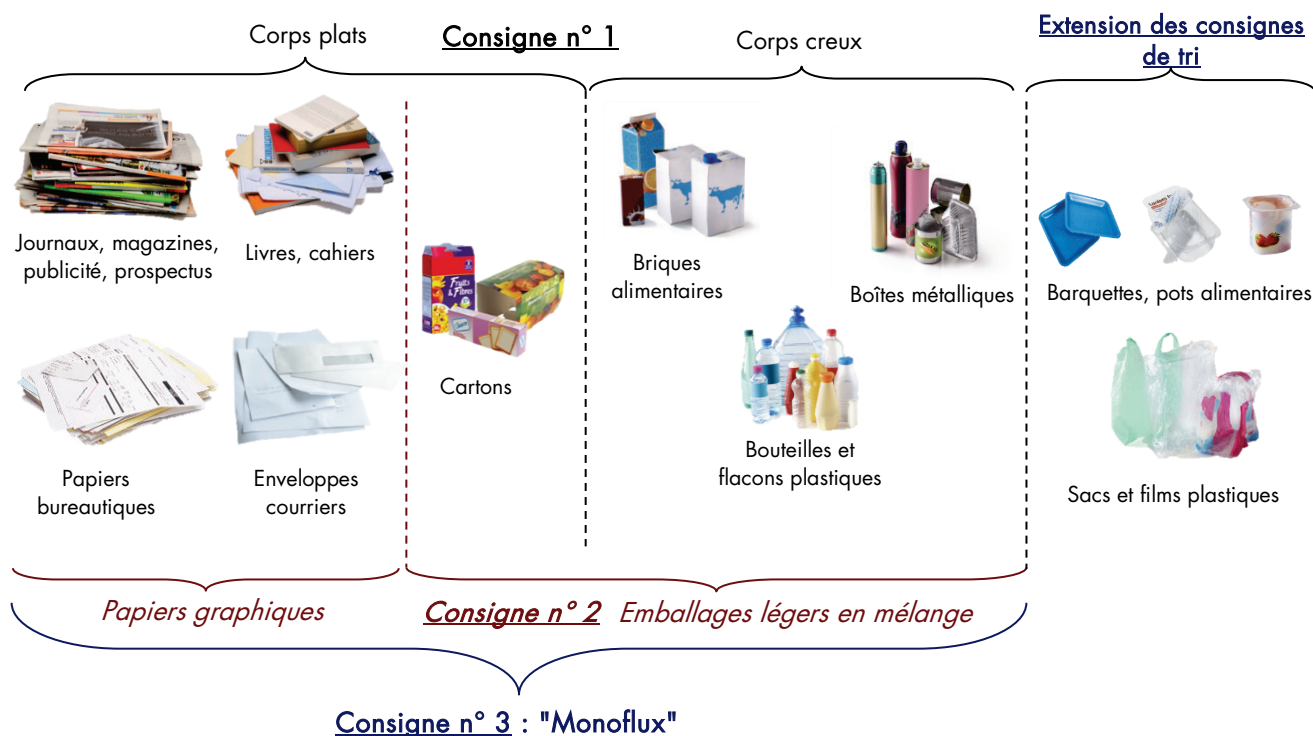 Corps plats
Consigne n° 1
Corps creux
Extension des consignes
de tri
Journaux, magazines,
publicité, prospectus
Livres, cahiers
Papiers
bureautiques
Enveloppes
courriers
Fruits
& Fibres
Cartons
Briques
alimentaires
Boîtes métalliques
Bouteilles et
flacons plastiques
Barquettes, pots alimentaires
Sacs et films plastiques
Papiers graphiques
Consigne n° 2
Emballages légers en mélange
Consigne n° 3 : "Monoflux"